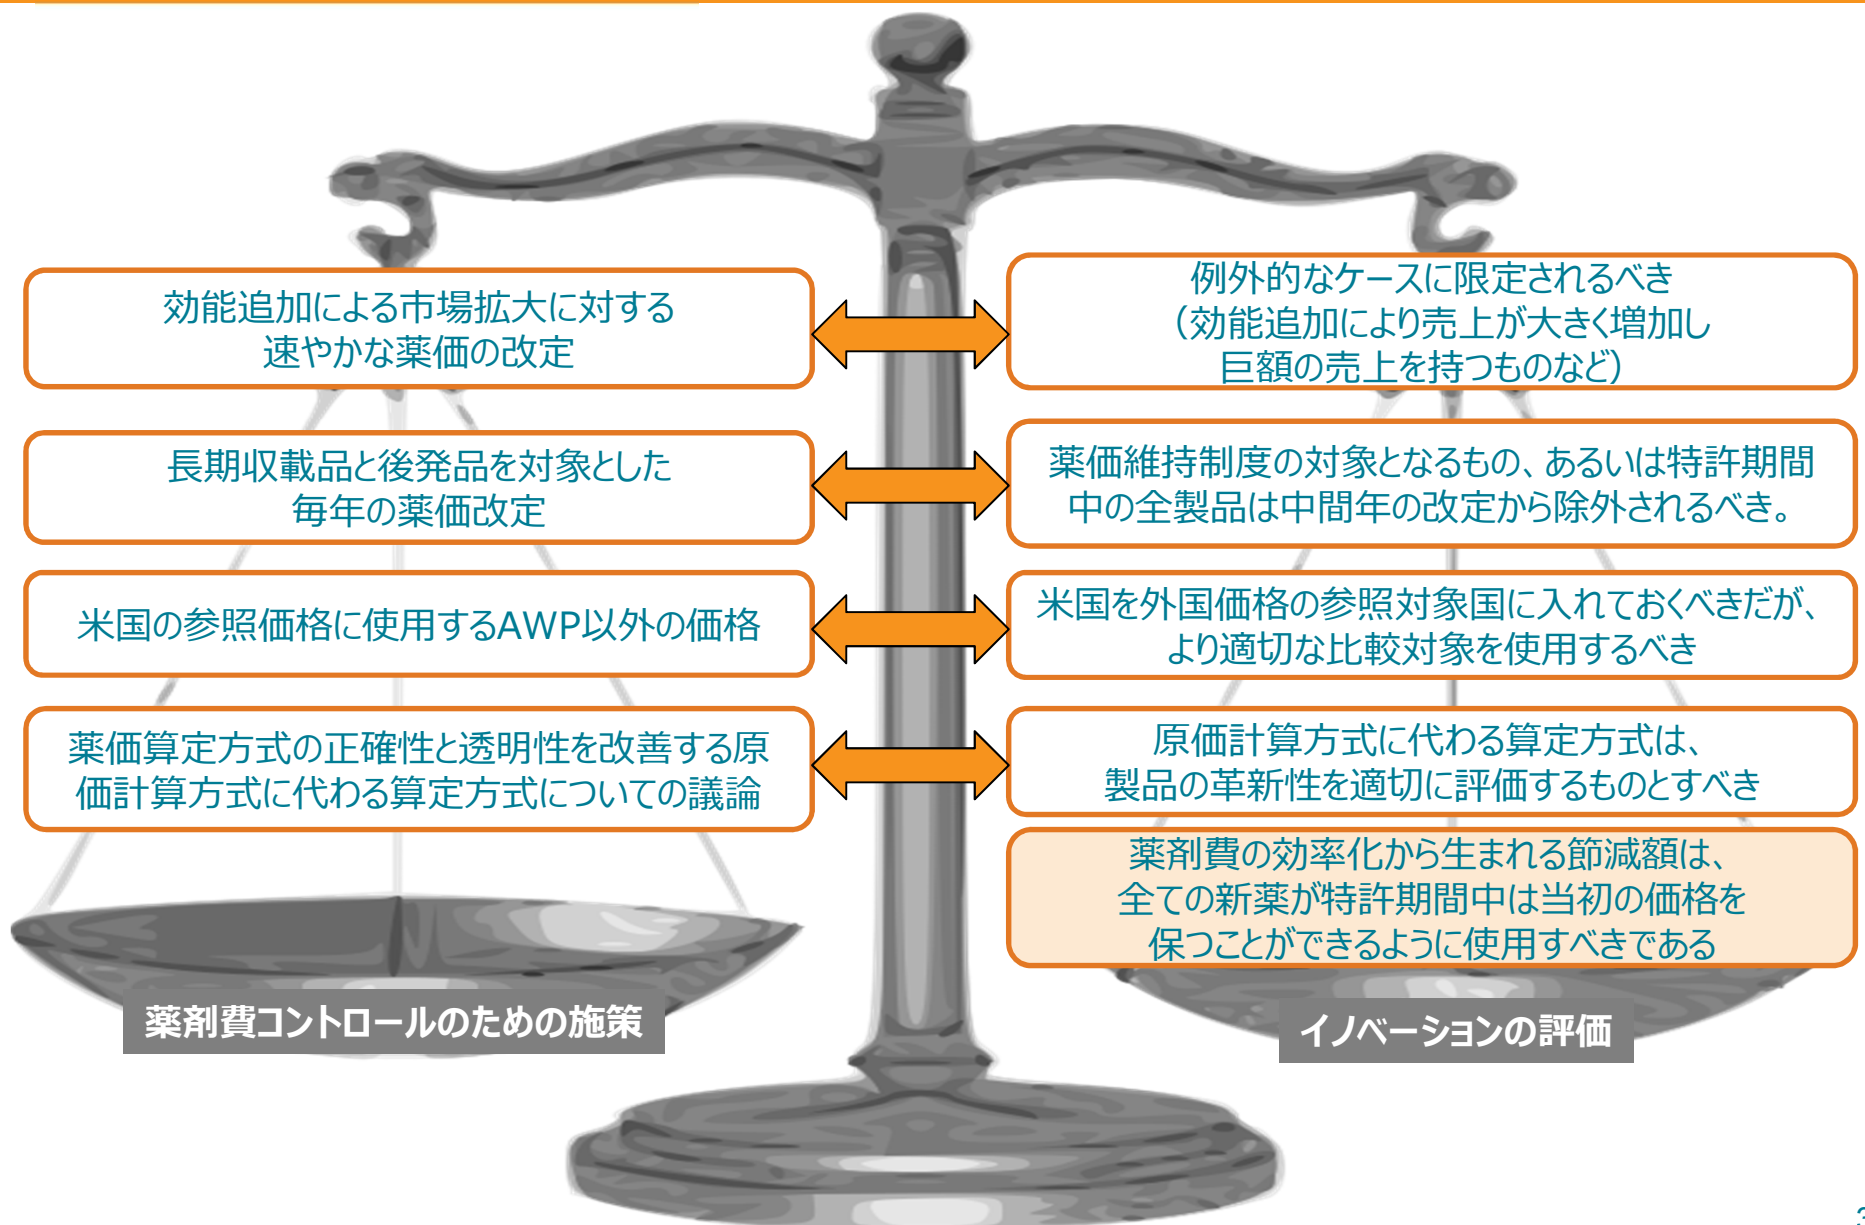 効能追加による市場拡大に対する
速やかな薬価の改定
例外的なケースに限定されるべき
（効能追加により売上が大きく増加し
巨額の売上を持つものなど）
長期収載品と後発品を対象とした
毎年の薬価改定
薬価維持制度の対象となるもの、あるいは特許期間
中の全製品は中間年の改定から除外されるべき。
米国の参照価格に使用するAWP以外の価格
米国を外国価格の参照対象国に入れておくべきだが、
より適切な比較対象を使用するべき
薬価算定方式の正確性と透明性を改善する原
価計算方式に代わる算定方式についての議論
原価計算方式に代わる算定方式は、
製品の革新性を適切に評価するものとすべき
薬剤費の効率化から生まれる節減額は、
全ての新薬が特許期間中は当初の価格を
保つことができるように使用すべきである
薬剤費コントロールのための施策
イノベーションの評価